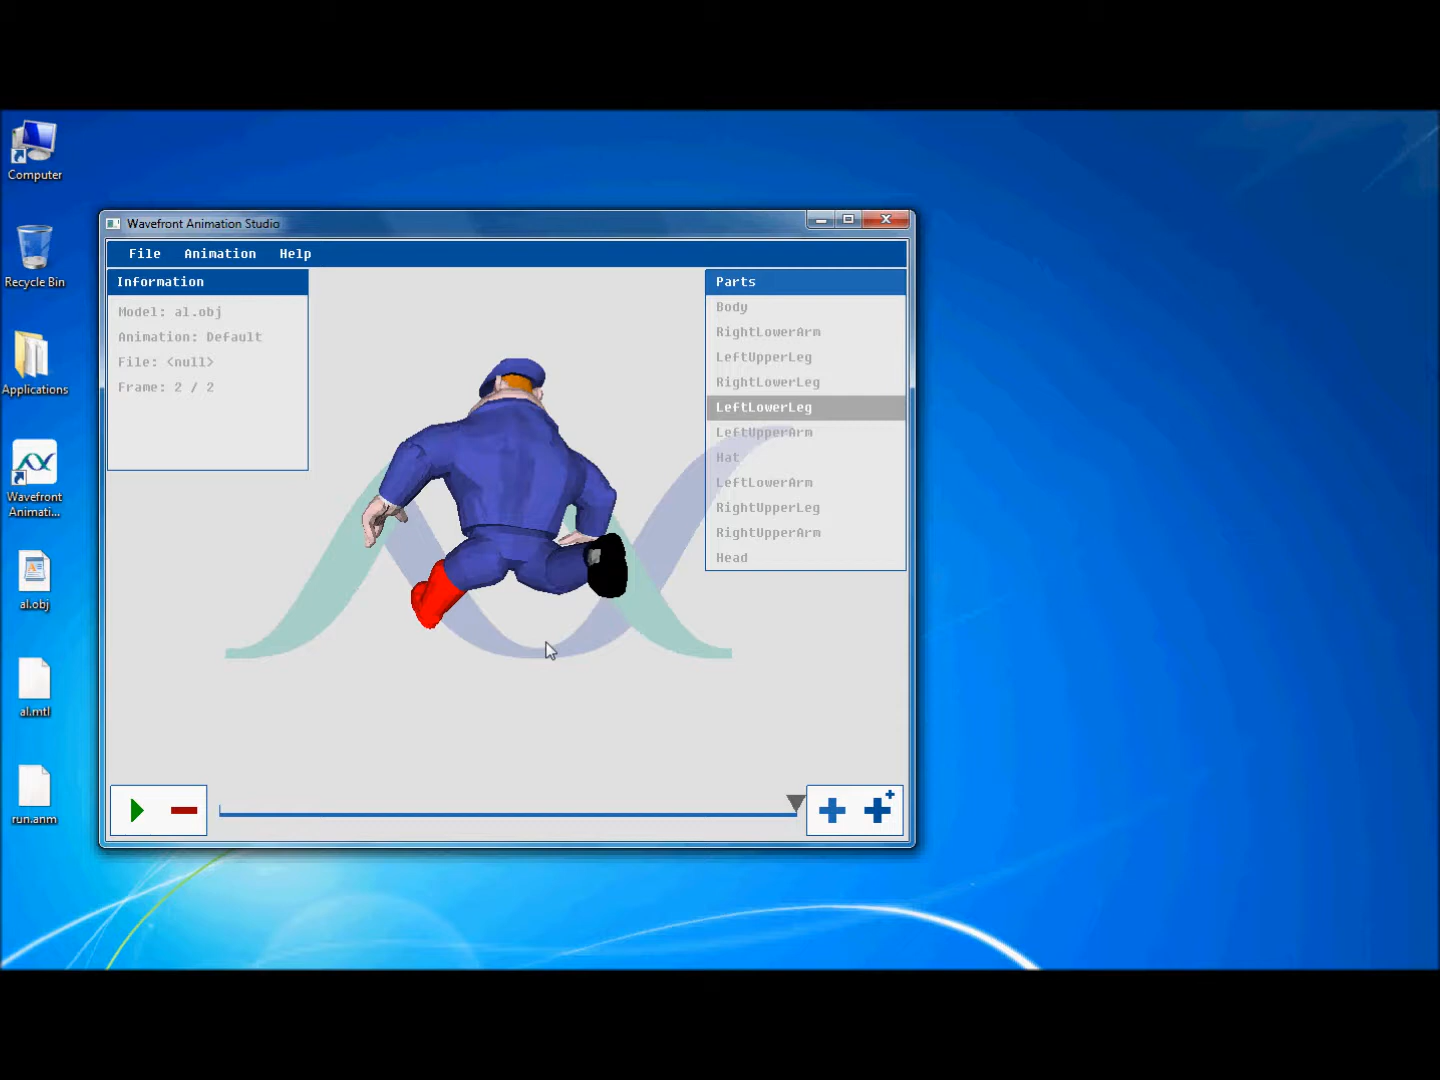 Computer
Recycle Bin
Applications
Wavefront
Animati...
al.obj
al.mtl
run.anm
Wavefront Animation Studio
File Animation Help
Information
Model: al.obj
Animation: Default
File: <null>
Frame: 2 / 2
Parts
Body
RightLowerArm
LeftUpperLeg
RightLowerLeg
LeftLowerLeg
LeftUpperArm
Hat
LeftLowerArm
RightUpperLeg
RightUpperArm
Head